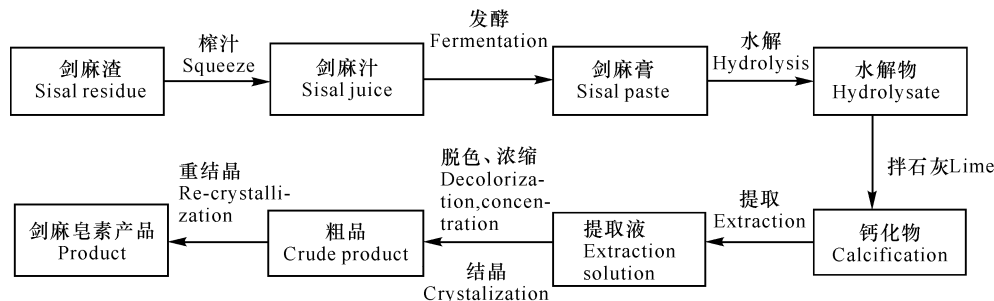 剑麻渣
Sisal residue
榨汁
Squeeze
剑麻汁
Sisal juice
发酵
Fermentation
剑麻膏
Sisal paste
水解
Hydrolysis
水解物
Hydrolysate
拌石灰Lime
钙化物
Calcification
提取
Extraction
提取液
Extraction
solution
脱色、浓缩
Decoloriza-
tion,concen-
tration
结晶
Crystalization
粗品
Crude product
重结晶
Re-crystalli-
zation
剑麻皂素产品
Product